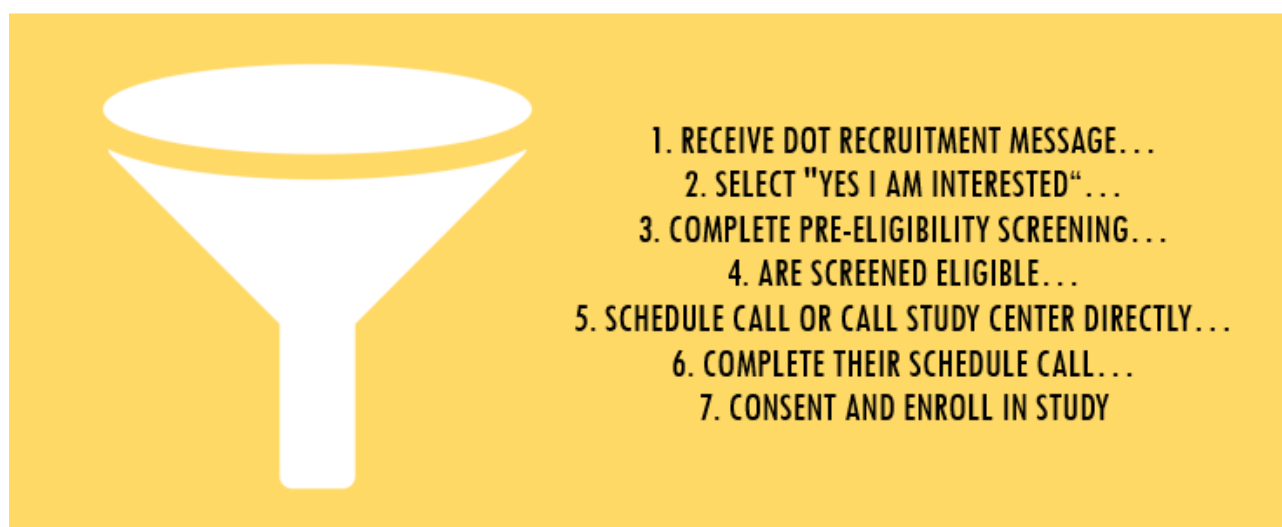 1. RECEIVE DOT RECRUITMENT MESSAGE...
2. SELECT "YES I AM INTERESTED“...
3. COMPLETE PRE-ELIGIBILITY SCREENING...
4. ARE SCREENED ELIGIBLE...
5. SCHEDULE CALL OR CALL STUDY CENTER DIRECTLY...
6. COMPLETE THEIR SCHEDULE CALL...
7. CONSENT AND ENROLL IN STUDY